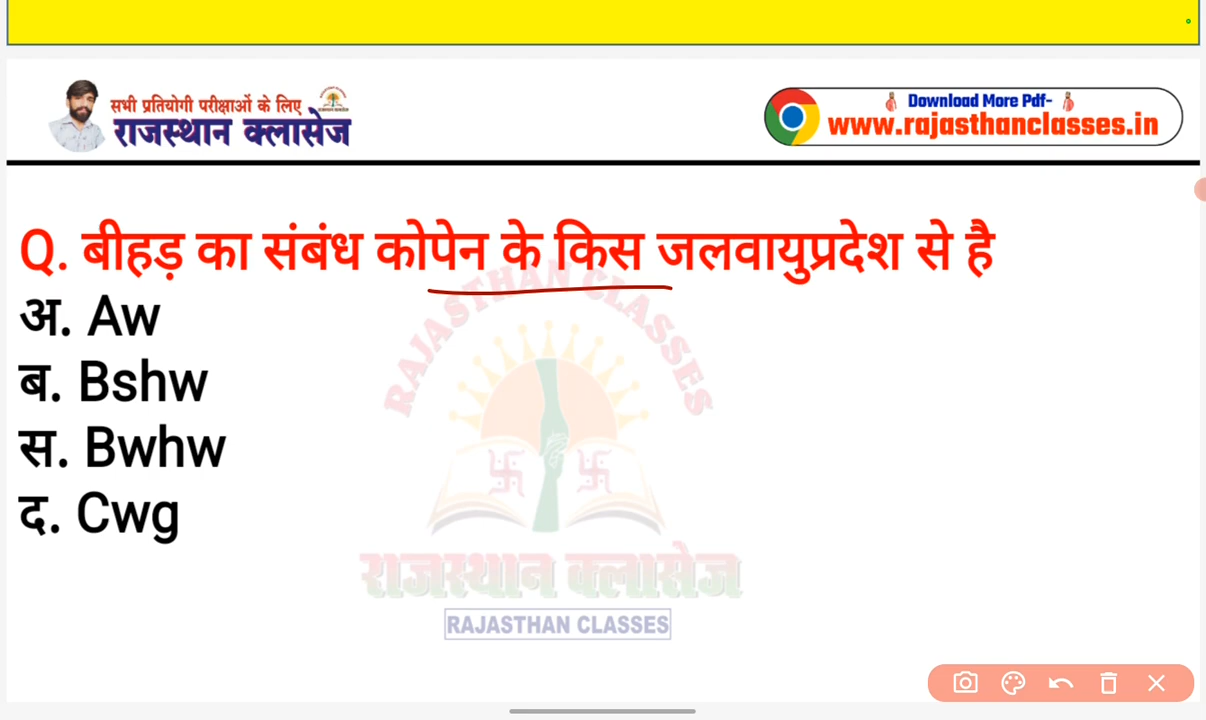 सभी प्रतियोगी परीक्षाओं के लिए
राजस्थान क्लासेज
Download More Pdf-
www.rajasthanclasses.in
Q. बीहड़ का संबंध कोपेन के किस जलवायुप्रदेश से है
अ. Aw
ब. Bshw
स. Bwhw
द. Cwg
RAJASTHAN CLASSES
राजस्थान क्लासेज
RAJASTHAN CLASSES